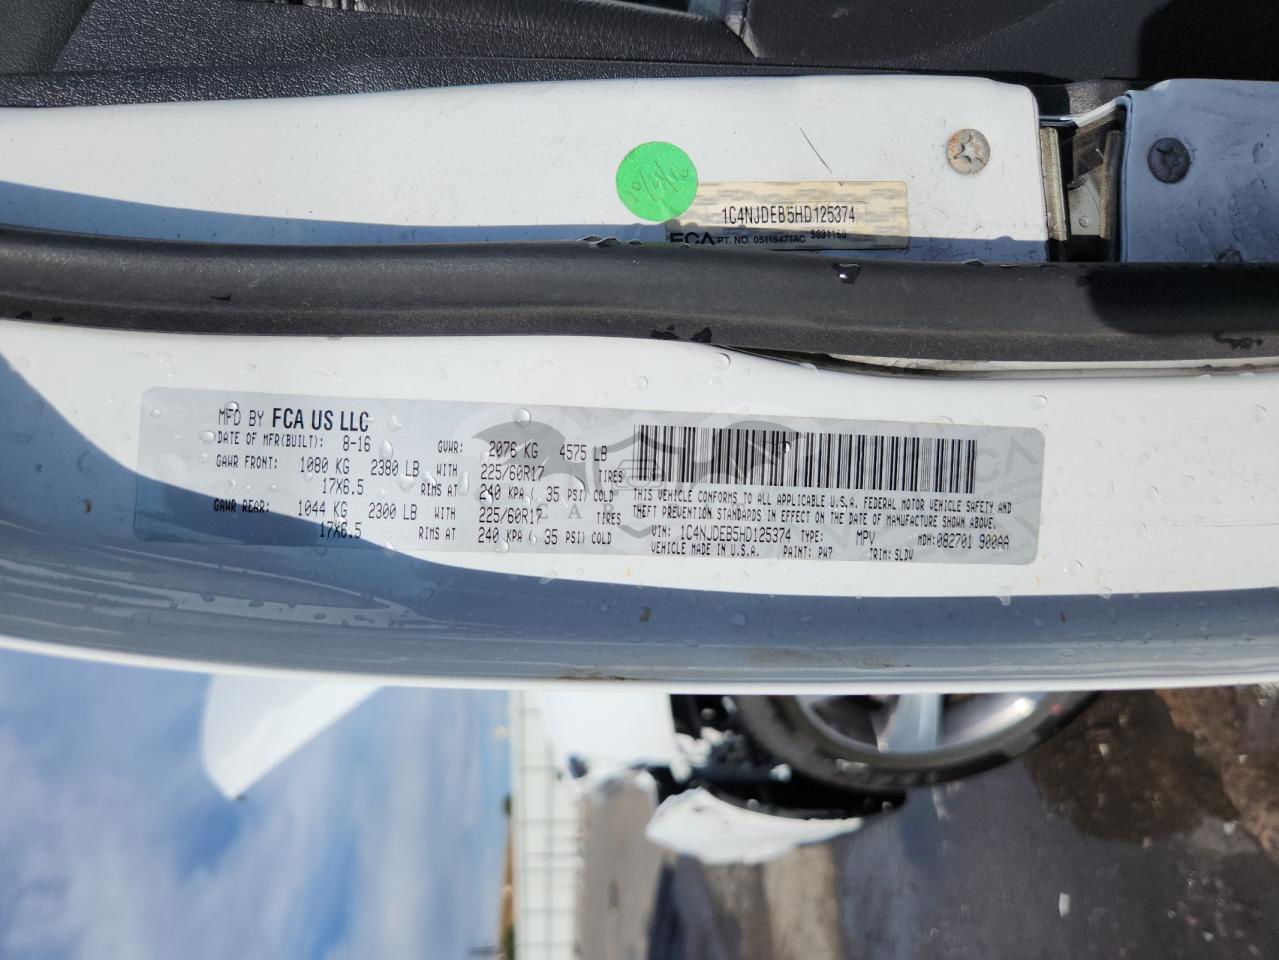 1C4NJDEB5HD125374
FCA PT. NO. 05116471AC
MFD BY FCA US LLC
DATE OF MFR(BUILT): 8-16 GVWR: 2076 KG 4575 LB
GAWR FRONT: 1080 KG 2380 LB WITH 225/60R17 TIRES
17X6.5 RIMS AT 240 KPA, 35 PSI) COLD
GAWR REAR: 1044 KG 2300 LB WITH 225/60R17 TIRES
17X6.5 RIMS AT 240 KPA, 35 PSI) COLD
THIS VEHICLE CONFORMS TO ALL APPLICABLE U.S.A. FEDERAL MOTOR VEHICLE SAFETY AND
THEFT PREVENTION STANDARDS IN EFFECT ON THE DATE OF MANUFACTURE SHOWN ABOVE.
VIN: 1C4NJDEB5HD125374 TYPE: MPV MDH: 082701 900AA
VEHICLE MADE IN U.S.A. PAINT: PW7 TRIM: SLDV